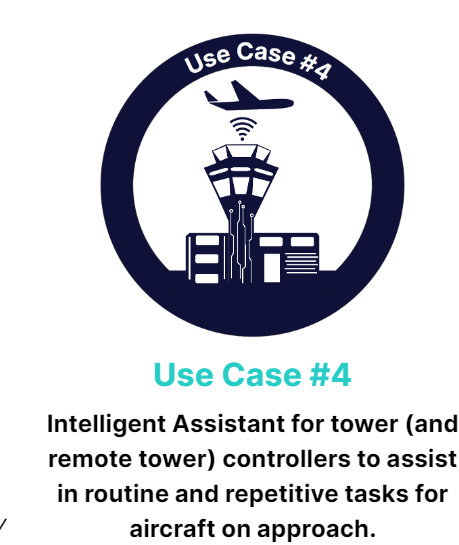 Use Case #4
Use Case #4
Intelligent Assistant for tower (and
remote tower) controllers to assist
in routine and repetitive tasks for
aircraft on approach.